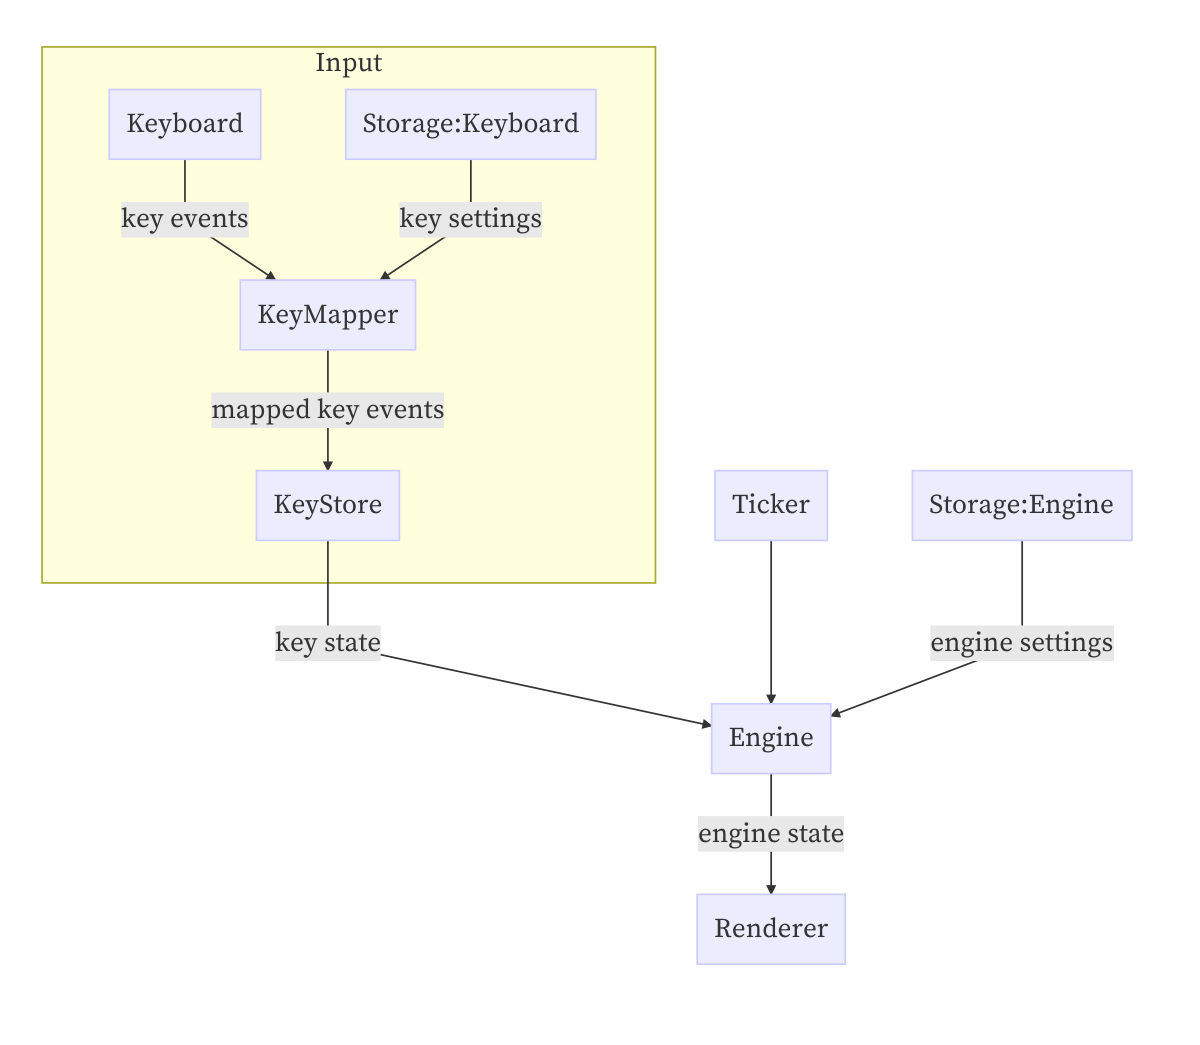 Input
Keyboard
Storage:Keyboard
key events
key settings
KeyMapper
mapped key events
KeyStore
Ticker
Storage:Engine
key state
engine settings
Engine
engine state
Renderer